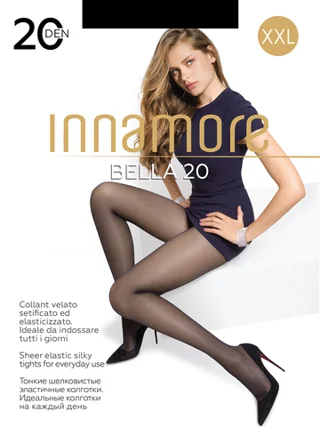 20 DEN
XXL
innamore
BELLA 20
Collant velato
setificato ed
elasticizzato.
Ideale da indossare
tutti i giorni
Sheer elastic silky
tights for everyday use
Тонкие шелковистые
эластичные колготки.
Идеальные колготки
на каждый день